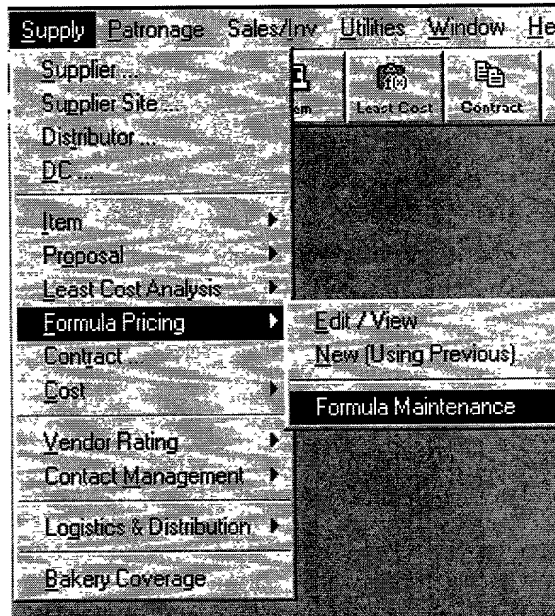 Supply Patronage Sales/Inv Utilities Window He
Least Cost Contract
Supplier ...
Supplier Site ...
Distributor ...
DC ...
Item
Proposal
Least Cost Analysis
Formula Pricing
Edit / View
Contract ...
New (Using Previous)
Cost
Formula Maintenance
Vendor Rating
Contact Management
Logistics & Distribution
Bakery Coverage